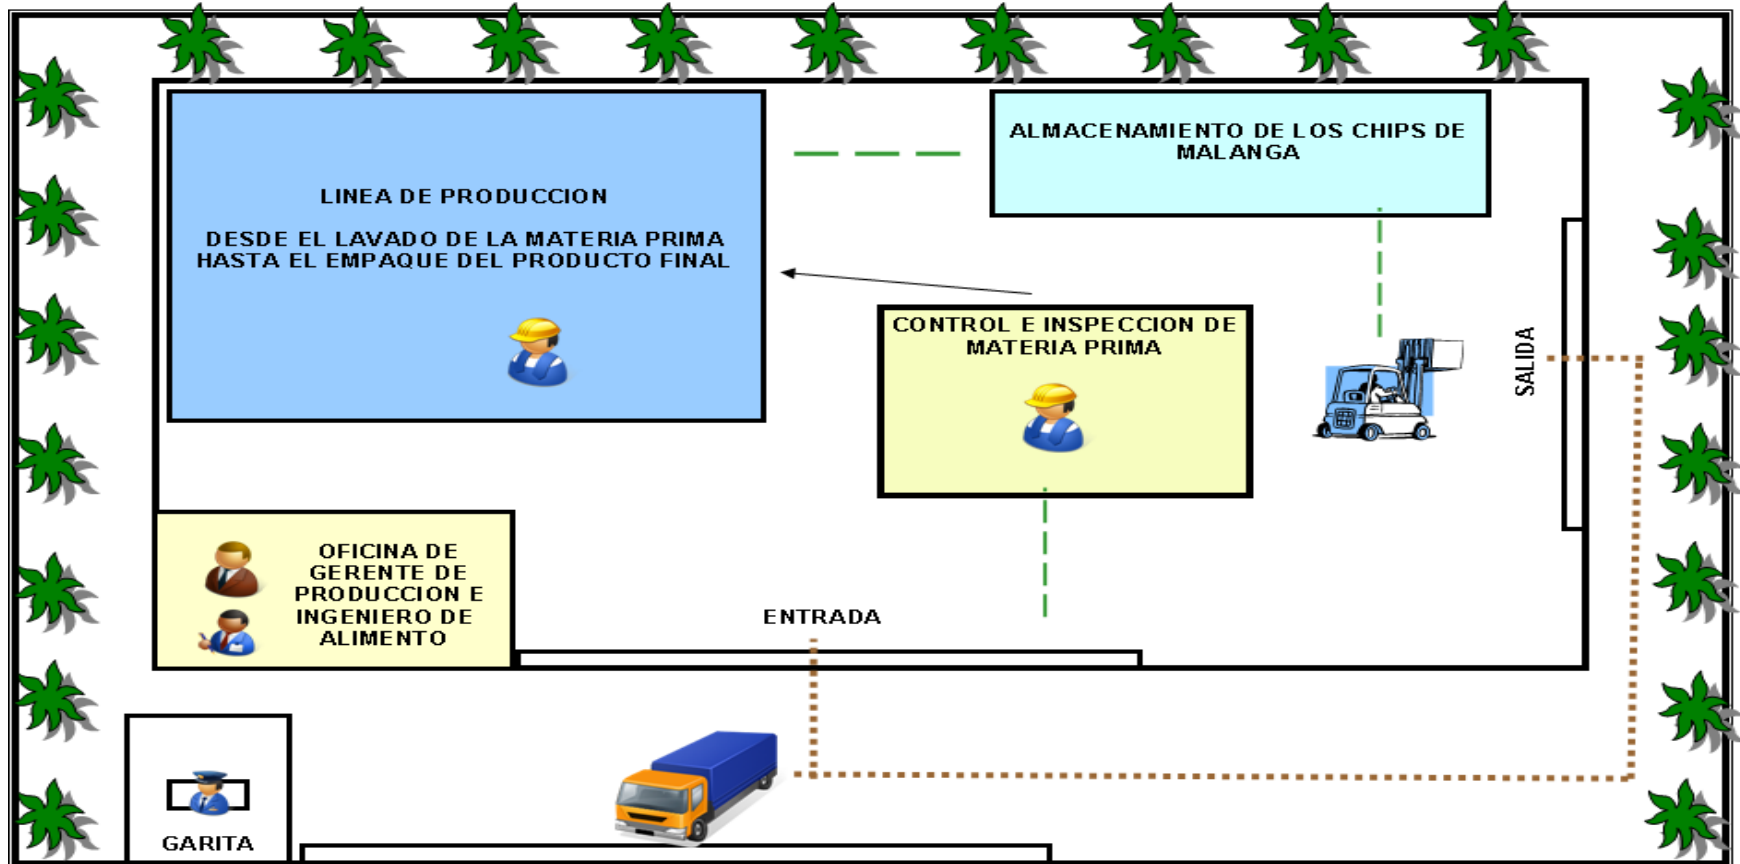 ALMACENAMIENTO DE LOS CHIPS DE
MALANGA
LINEA DE PRODUCCION
DESDE EL LAVADO DE LA MATERIA PRIMA
HASTA EL EMPAQUE DEL PRODUCTO FINAL
CONTROL E INSPECCION DE
MATERIA PRIMA
SALIDA
OFICINA DE
GERENTE DE
PRODUCCION E
INGENIERO DE
ALIMENTO
ENTRADA
GARITA